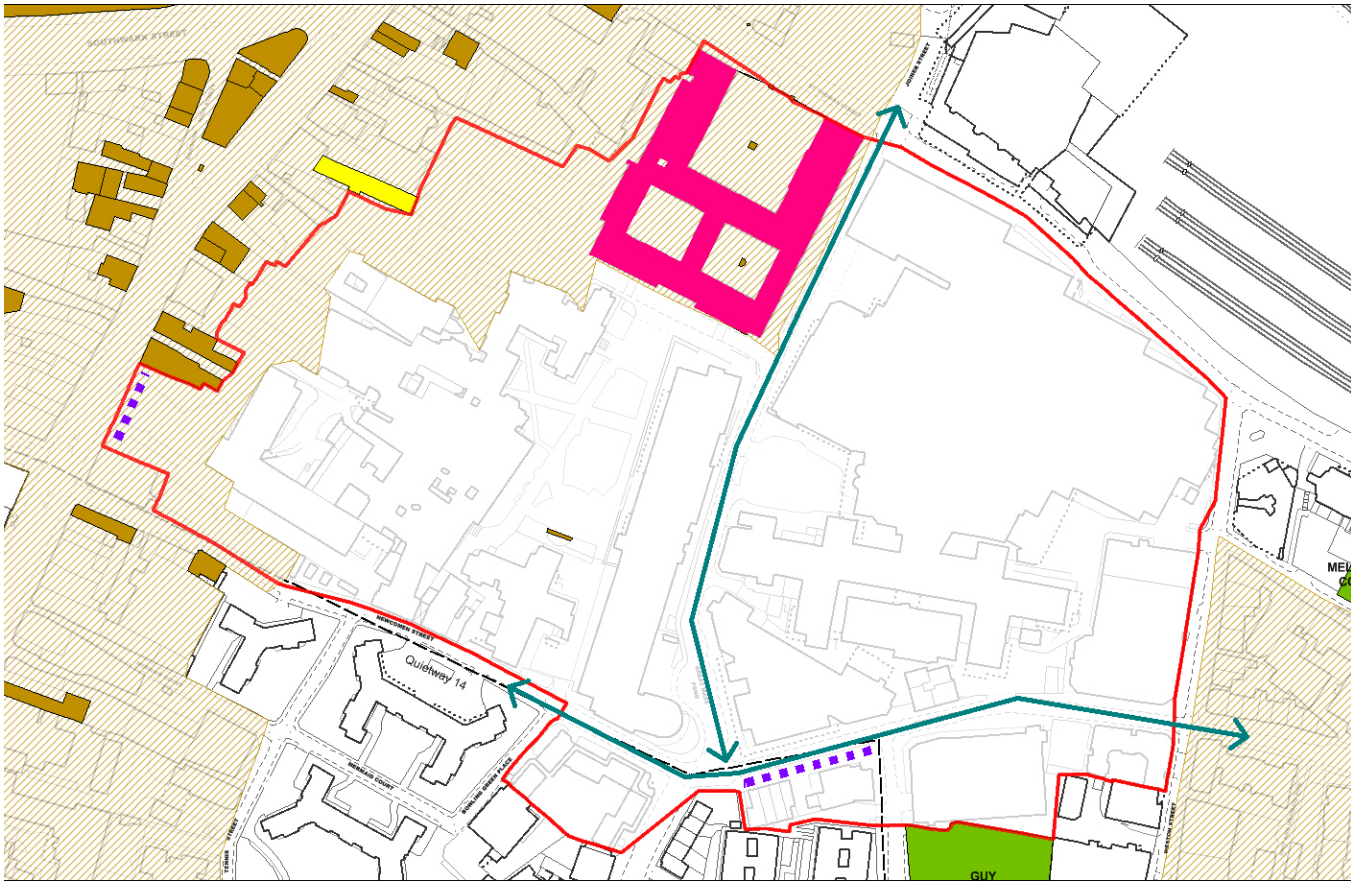 SOUTHWARK STREET
JOINER STREET
MEL
CO
NEWCOMEN STREET
Quietway 14
MERMAID COURT
BOWLING GREEN PLACE
TENNIS STREET
WESTON STREET
GUY